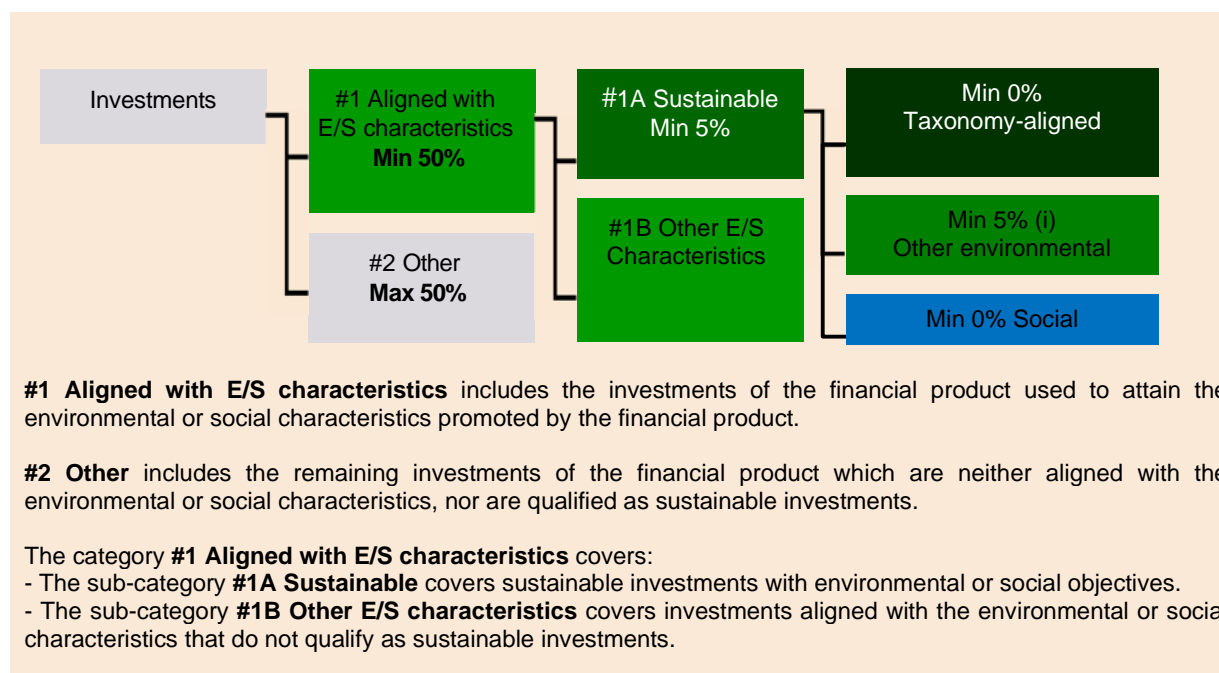 Investments
#1 Aligned with
E/S characteristics
Min 50%
#2 Other
Max 50%
#1A Sustainable
Min 5%
#1B Other E/S
Characteristics
Min 0%
Taxonomy-aligned
Min 5% (i)
Other environmental
Min 0% Social
#1 Aligned with E/S characteristics includes the investments of the financial product used to attain the
environmental or social characteristics promoted by the financial product.
#2 Other includes the remaining investments of the financial product which are neither aligned with the
environmental or social characteristics, nor are qualified as sustainable investments.
The category #1 Aligned with E/S characteristics covers:
- The sub-category #1A Sustainable covers sustainable investments with environmental or social objectives.
- The sub-category #1B Other E/S characteristics covers investments aligned with the environmental or social
characteristics that do not qualify as sustainable investments.